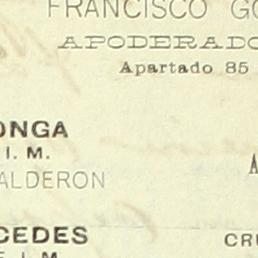 FRANCISCO GO
APODERADO
Apartado 85
ONGA
I. M.
ALDERON
CEDES
CRU